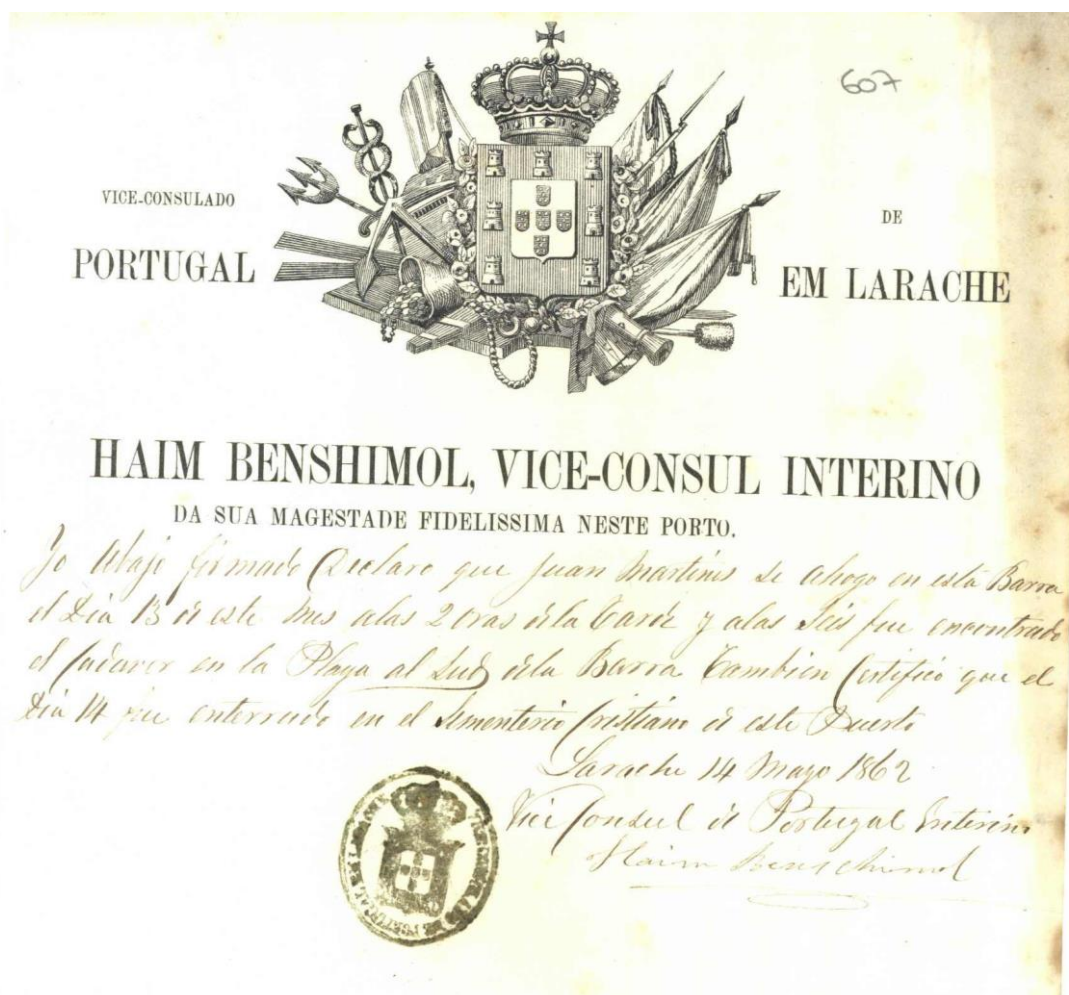 607
VICE-CONSULADO DE
PORTUGAL EM LARACHE
HAIM BENSHIMOL, VICE-CONSUL INTERINO
DA SUA MAGESTADE FIDELISSIMA NESTE PORTO.
Yo Abajo firmado Declaro que Juan Martinis se ahogo en esta Barra
el Dia 13 de este mes alas 2 oras dela tarde y alas Seis fue encontrado
el Cadaver en la Playa al Sud dela Barra Tambien Certifico que el
Dia 14 fue enterrado en el Sementerio Cristiano de este Puerto
Larache 14 Mayo 1862
Vice Consul de Portugal Interino
Haim Benschimol